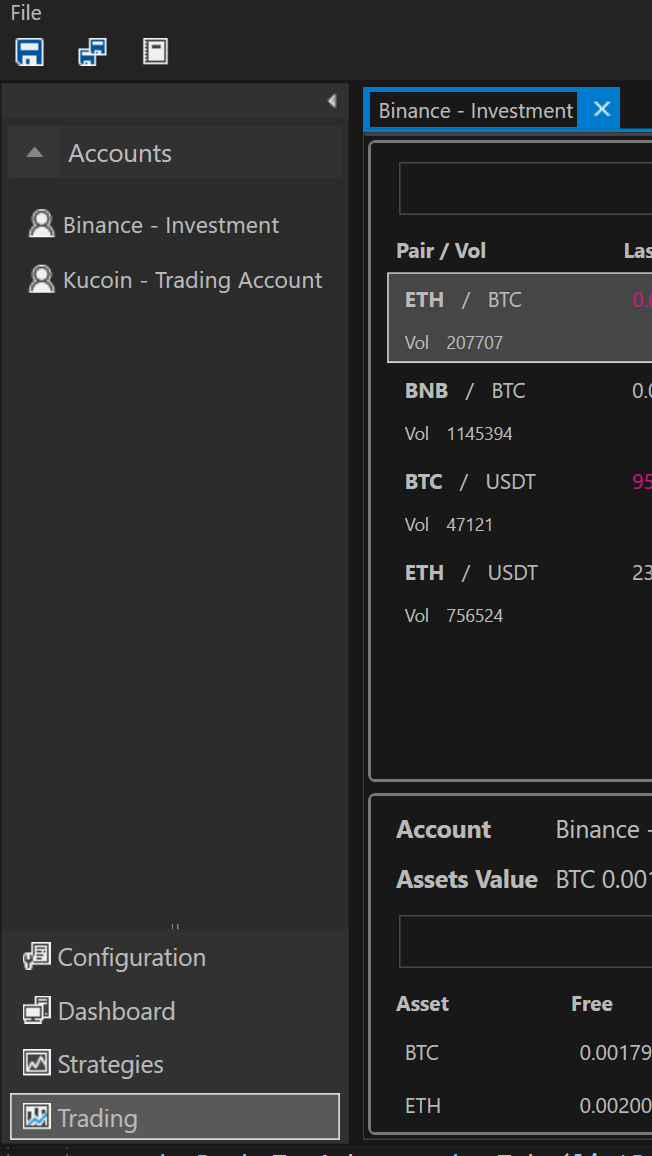 File
Accounts
Binance - Investment
Kucoin - Trading Account
Configuration
Dashboard
Strategies
Trading
Binance - Investment
Pair / Vol Las
ETH / BTC 0.
Vol 207707
BNB / BTC 0.
Vol 1145394
BTC / USDT 95
Vol 47121
ETH / USDT 23
Vol 756524
Account Binance -
Assets Value BTC 0.001
Asset Free
BTC 0.00179
ETH 0.00200